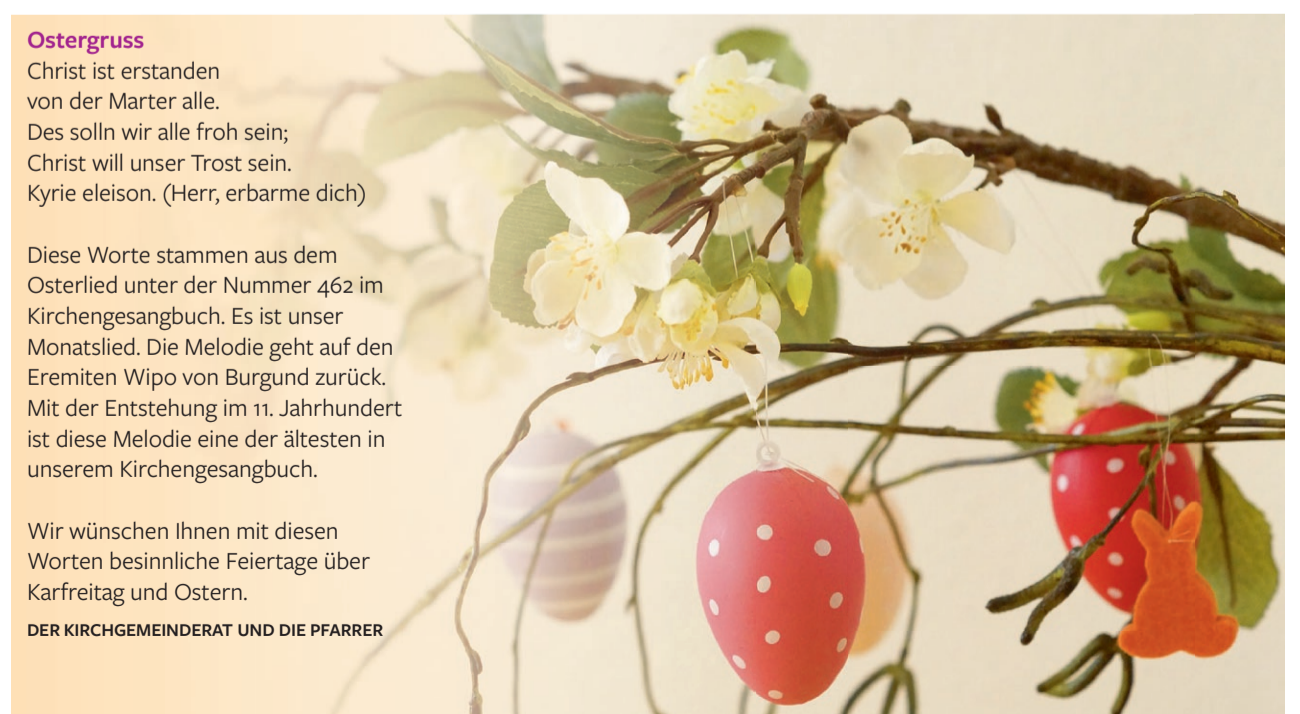 Ostergruss
Christ ist erstanden
von der Marter alle.
Des solln wir alle froh sein;
Christ will unser Trost sein.
Kyrie eleison. (Herr, erbarme dich)
Diese Worte stammen aus dem
Osterlied unter der Nummer 462 im
Kirchengesangbuch. Es ist unser
Monatslied. Die Melodie geht auf den
Eremiten Wipo von Burgund zurück.
Mit der Entstehung im 11. Jahrhundert
ist diese Melodie eine der ältesten in
unserem Kirchengesangbuch.
Wir wünschen Ihnen mit diesen
Worten besinnliche Feiertage über
Karfreitag und Ostern.
DER KIRCHGEMEINDERAT UND DIE PFARRER